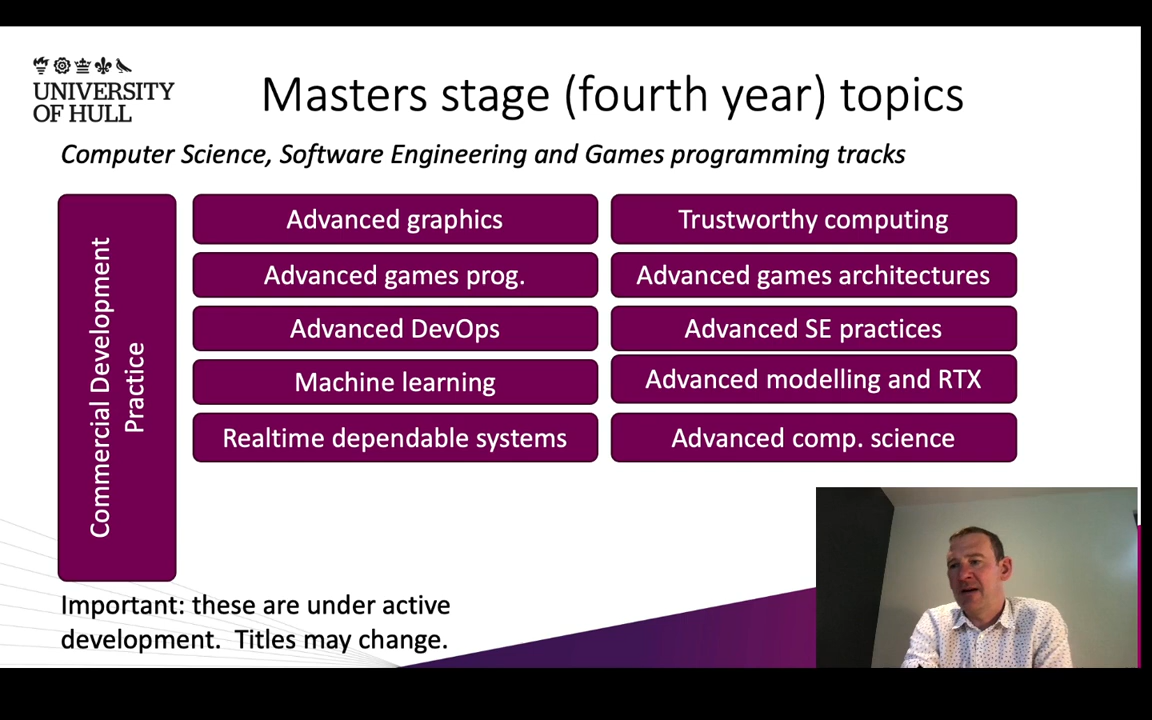 UNIVERSITY
OF HULL
Masters stage (fourth year) topics
Computer Science, Software Engineering and Games programming tracks
Commercial Development
Practice
Advanced graphics
Trustworthy computing
Advanced games prog.
Advanced games architectures
Advanced DevOps
Advanced SE practices
Machine learning
Advanced modelling and RTX
Realtime dependable systems
Advanced comp. science
Important: these are under active
development.  Titles may change.